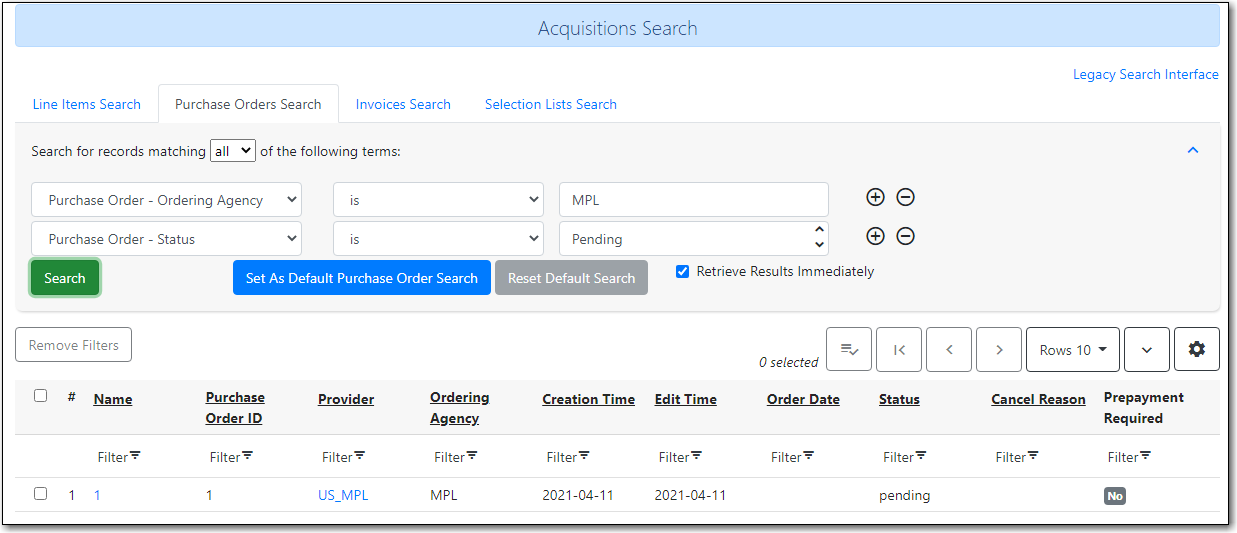 Acquisitions Search
Legacy Search Interface
Line Items Search Purchase Orders Search Invoices Search Selection Lists Search
Search for records matching all of the following terms:
Purchase Order - Ordering Agency is MPL
Purchase Order - Status is Pending
Search Set As Default Purchase Order Search Reset Default Search Retrieve Results Immediately
Remove Filters 0 selected Rows 10
# Name Purchase Order ID Provider Ordering Agency Creation Time Edit Time Order Date Status Cancel Reason Prepayment Required
Filter Filter Filter Filter Filter Filter Filter Filter Filter Filter
1 1 1 US_MPL MPL 2021-04-11 2021-04-11 pending No